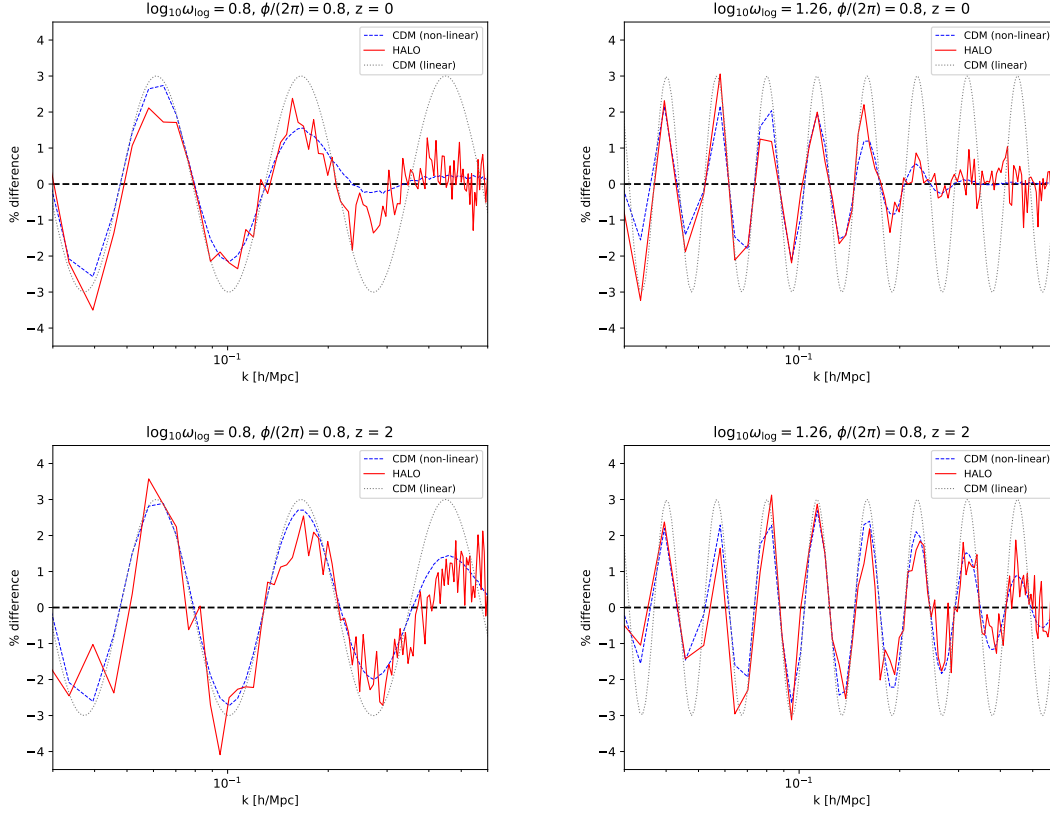 log₁₀ω_log = 0.8, ϕ/(2π) = 0.8, z = 0
4
3
2
1
0
−1
−2
−3
−4
% difference
CDM (non-linear)
HALO
CDM (linear)
10⁻¹
k [h/Mpc]
log₁₀ω_log = 1.26, ϕ/(2π) = 0.8, z = 0
4
3
2
1
0
−1
−2
−3
−4
% difference
CDM (non-linear)
HALO
CDM (linear)
10⁻¹
k [h/Mpc]
log₁₀ω_log = 0.8, ϕ/(2π) = 0.8, z = 2
4
3
2
1
0
−1
−2
−3
−4
% difference
CDM (non-linear)
HALO
CDM (linear)
10⁻¹
k [h/Mpc]
log₁₀ω_log = 1.26, ϕ/(2π) = 0.8, z = 2
4
3
2
1
0
−1
−2
−3
−4
% difference
CDM (non-linear)
HALO
CDM (linear)
10⁻¹
k [h/Mpc]